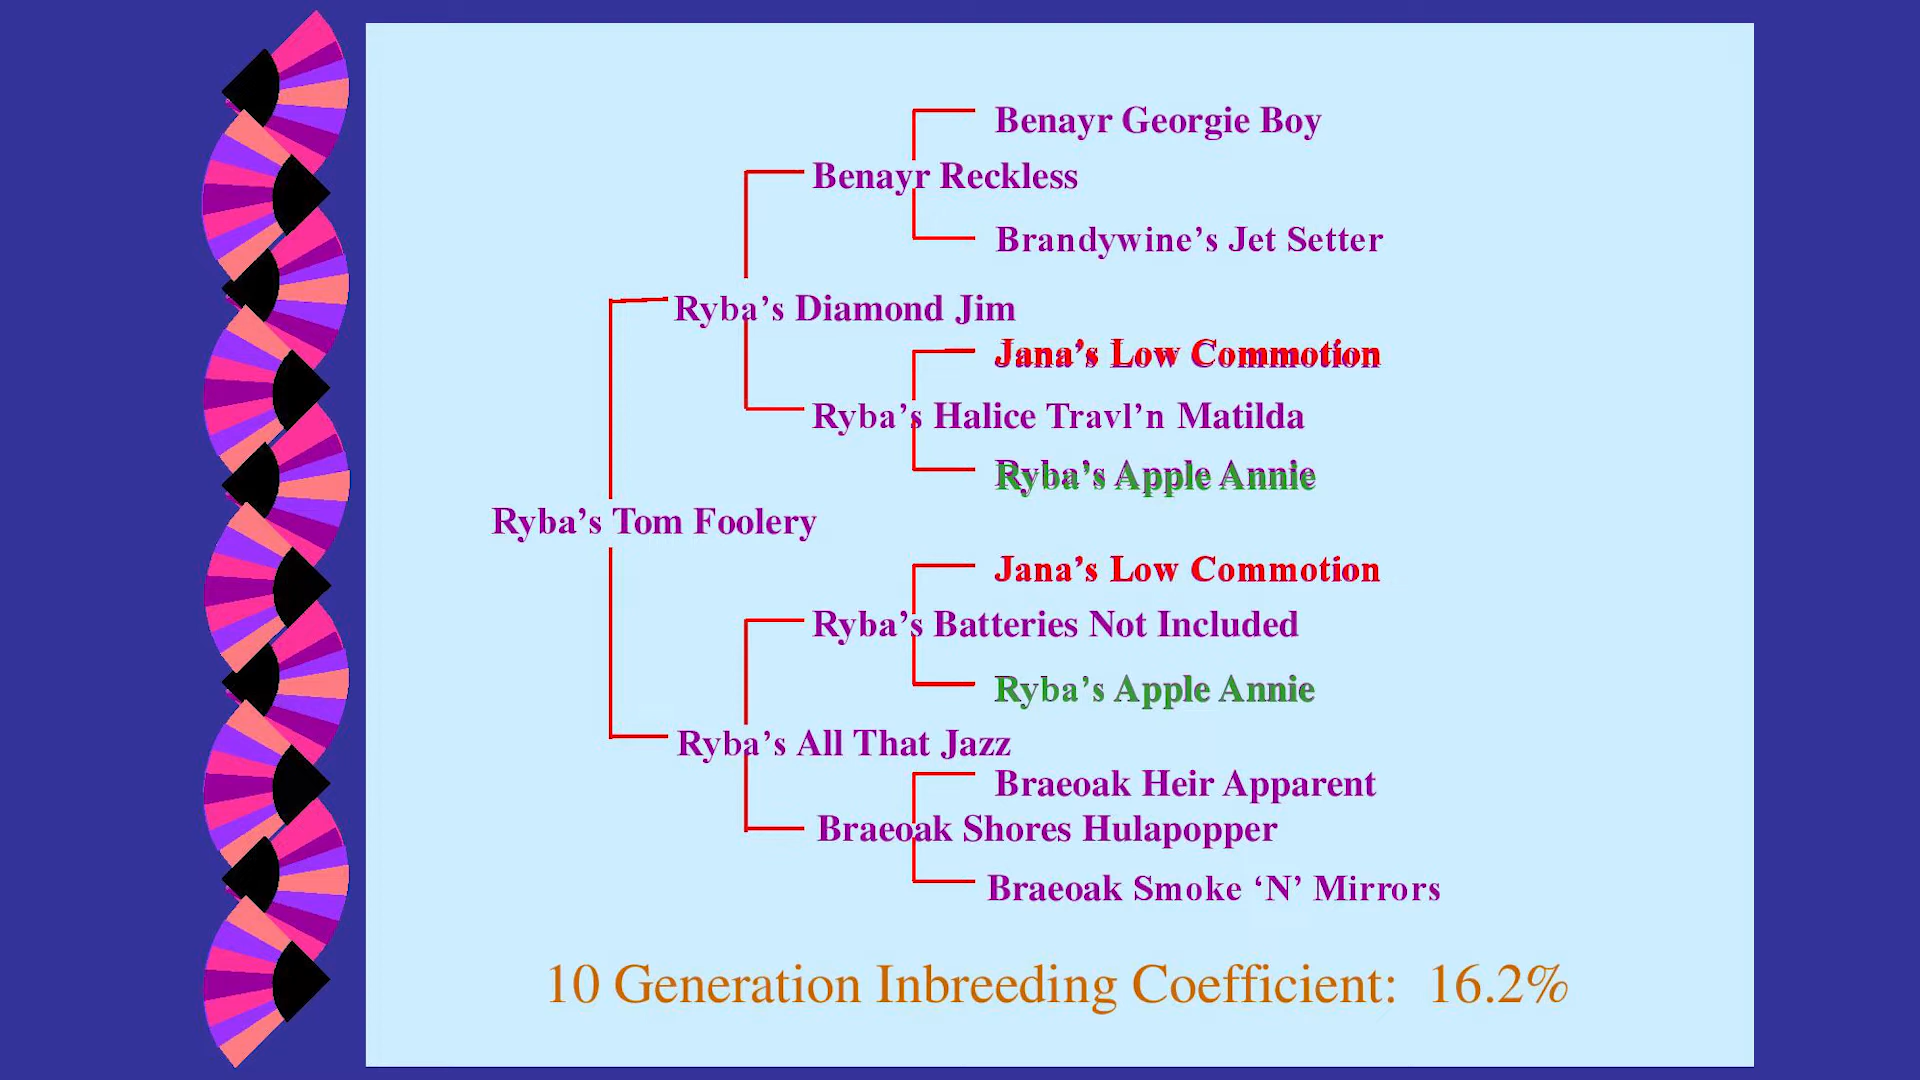 Benayr Georgie Boy
Benayr Reckless
Brandywine’s Jet Setter
Ryba’s Diamond Jim
Jana’s Low Commotion
Ryba’s Halice Travl’n Matilda
Ryba’s Apple Annie
Ryba’s Tom Foolery
Jana’s Low Commotion
Ryba’s Batteries Not Included
Ryba’s Apple Annie
Ryba’s All That Jazz
Braeoak Heir Apparent
Braeoak Shores Hulapopper
Braeoak Smoke ‘N’ Mirrors
10 Generation Inbreeding Coefficient: 16.2%